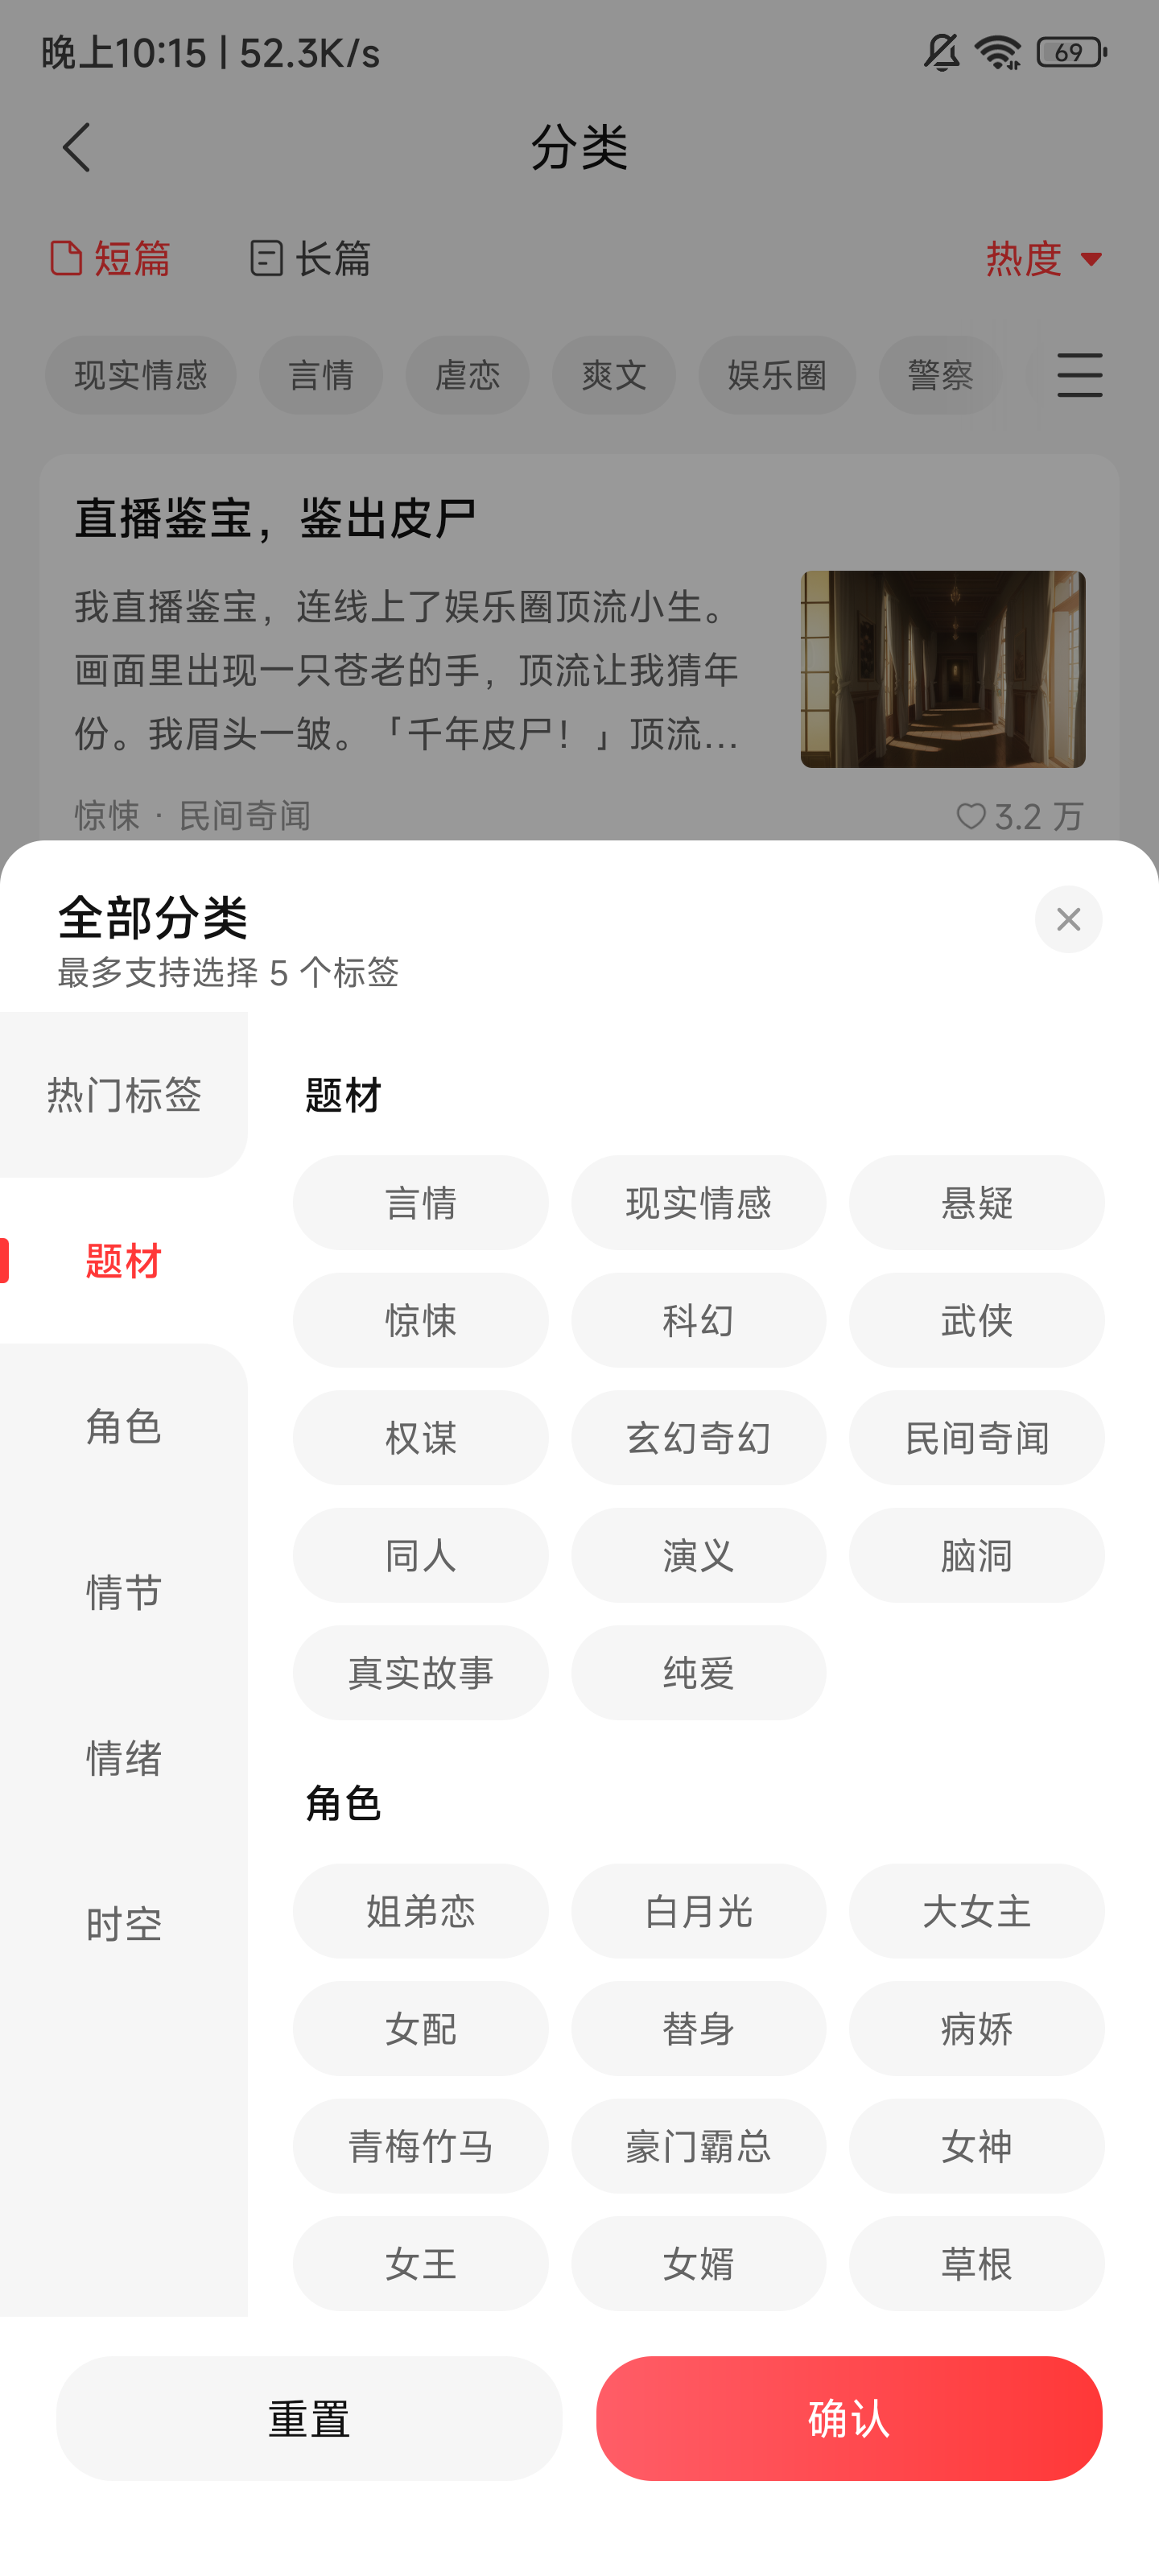 晚上10:15 | 52.3K/s
69
分类
短篇 长篇 热度
现实情感 言情 虐恋 爽文 娱乐圈 警察
直播鉴宝，鉴出皮尸
我直播鉴宝，连线上了娱乐圈顶流小生。
画面里出现一只苍老的手，顶流让我猜年
份。我眉头一皱。「千年皮尸！」顶流...
惊悚 · 民间奇闻 3.2 万
全部分类
最多支持选择 5 个标签
热门标签
题材
角色
情节
情绪
时空
题材
言情 现实情感 悬疑
惊悚 科幻 武侠
权谋 玄幻奇幻 民间奇闻
同人 演义 脑洞
真实故事 纯爱
角色
姐弟恋 白月光 大女主
女配 替身 病娇
青梅竹马 豪门霸总 女神
女王 女婿 草根
重置 确认